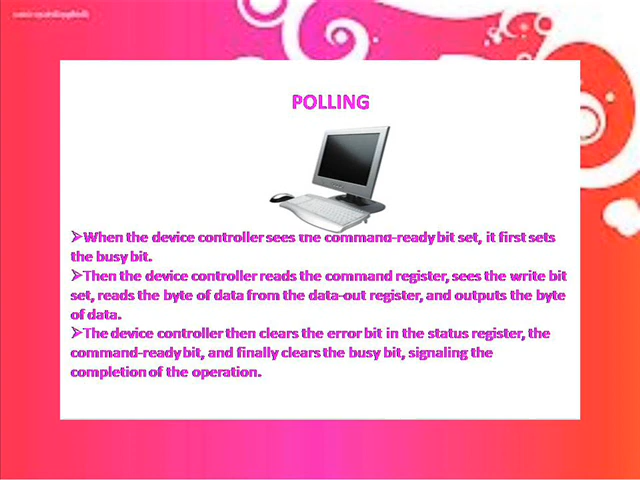 POLLING
➢When the device controller sees the command-ready bit set, it first sets
the busy bit.
➢Then the device controller reads the command register, sees the write bit
set, reads the byte of data from the data-out register, and outputs the byte
of data.
➢The device controller then clears the error bit in the status register, the
command-ready bit, and finally clears the busy bit, signaling the
completion of the operation.